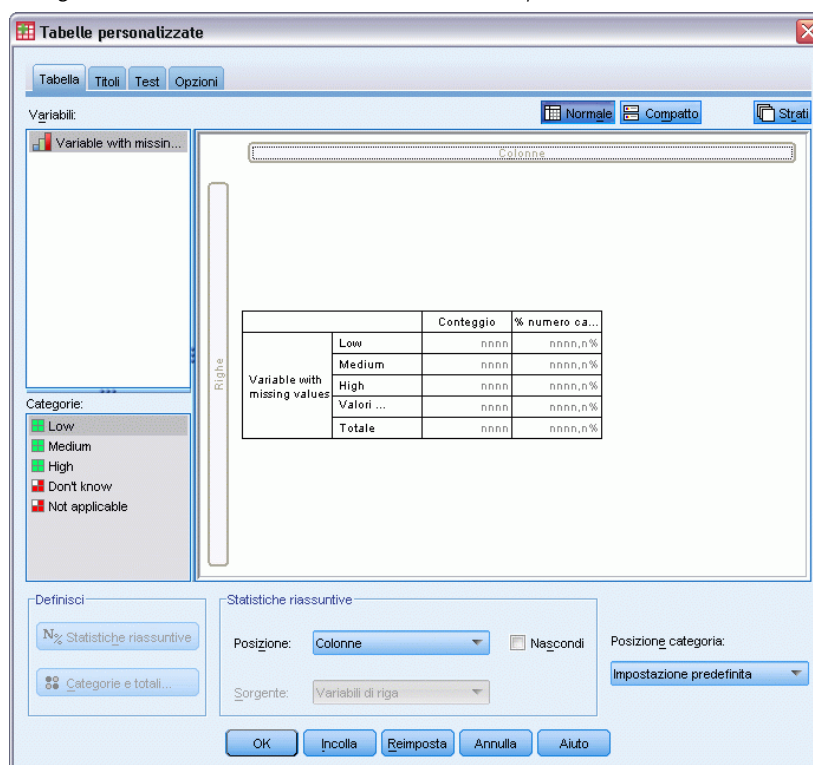 Tabelle personalizzate
Tabella Titoli Test Opzioni
Variabili:
Normale Compatto Strati
Variable with missin...
Colonne
Righe
Conteggio % numero ca...
Variable with missing values
Low nnnn nnnn,n%
Medium nnnn nnnn,n%
High nnnn nnnn,n%
Valori ... nnnn nnnn,n%
Totale nnnn nnnn,n%
Categorie:
Low
Medium
High
Don't know
Not applicable
Definisci
N% Statistiche riassuntive
Categorie e totali...
Statistiche riassuntive
Posizione: Colonne Nascondi
Sorgente: Variabili di riga
Posizione categoria:
Impostazione predefinita
OK Incolla Reimposta Annulla Aiuto